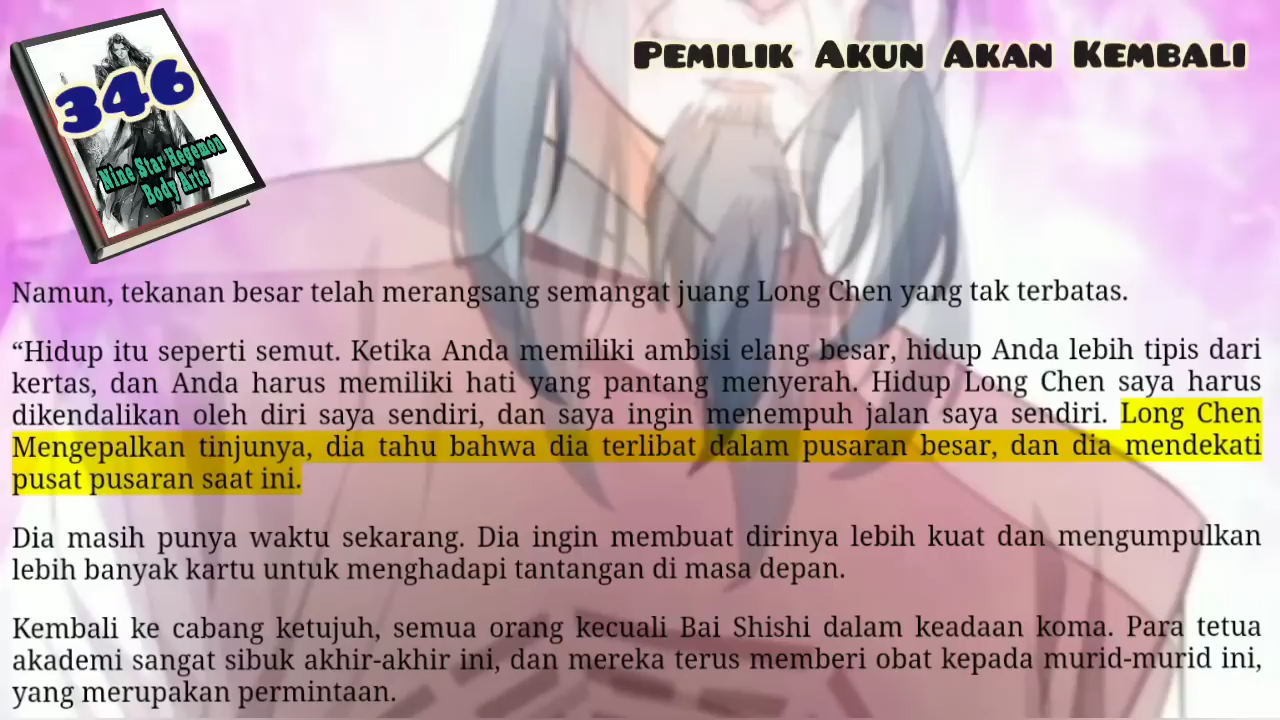 346
Nine Star Hegemon
Body Arts
Pemilik Akun Akan Kembali
Namun, tekanan besar telah merangsang semangat juang Long Chen yang tak terbatas.
“Hidup itu seperti semut. Ketika Anda memiliki ambisi elang besar, hidup Anda lebih tipis dari
kertas, dan Anda harus memiliki hati yang pantang menyerah. Hidup Long Chen saya harus
dikendalikan oleh diri saya sendiri, dan saya ingin menempuh jalan saya sendiri. Long Chen
Mengepalkan tinjunya, dia tahu bahwa dia terlibat dalam pusaran besar, dan dia mendekati
pusat pusaran saat ini.
Dia masih punya waktu sekarang. Dia ingin membuat dirinya lebih kuat dan mengumpulkan
lebih banyak kartu untuk menghadapi tantangan di masa depan.
Kembali ke cabang ketujuh, semua orang kecuali Bai Shishi dalam keadaan koma. Para tetua
akademi sangat sibuk akhir-akhir ini, dan mereka terus memberi obat kepada murid-murid ini,
yang merupakan permintaan.